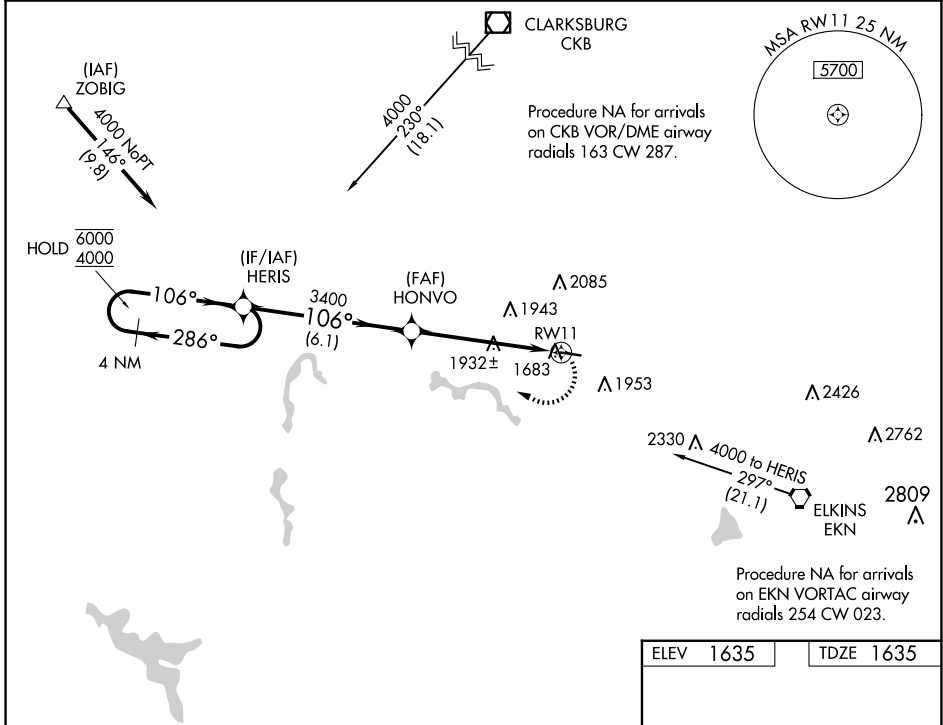 CLARKSBURG
CKB
MSA RW11 25 NM
5700
(IAF)
ZOBIG
4000 NoPT
146°
(9.8)
4000
230°
(18.1)
Procedure NA for arrivals
on CKB VOR/DME airway
radials 163 CW 287.
HOLD
6000
4000
106°
286°
4 NM
(IF/IAF)
HERIS
3400
106°
(6.1)
(FAF)
HONVO
2085
1943
RW11
1932±
1683
1953
2426
2762
2330
4000 to HERIS
297°
(21.1)
ELKINS
EKN
2809
Procedure NA for arrivals
on EKN VORTAC airway
radials 254 CW 023.
ELEV 1635
TDZE 1635